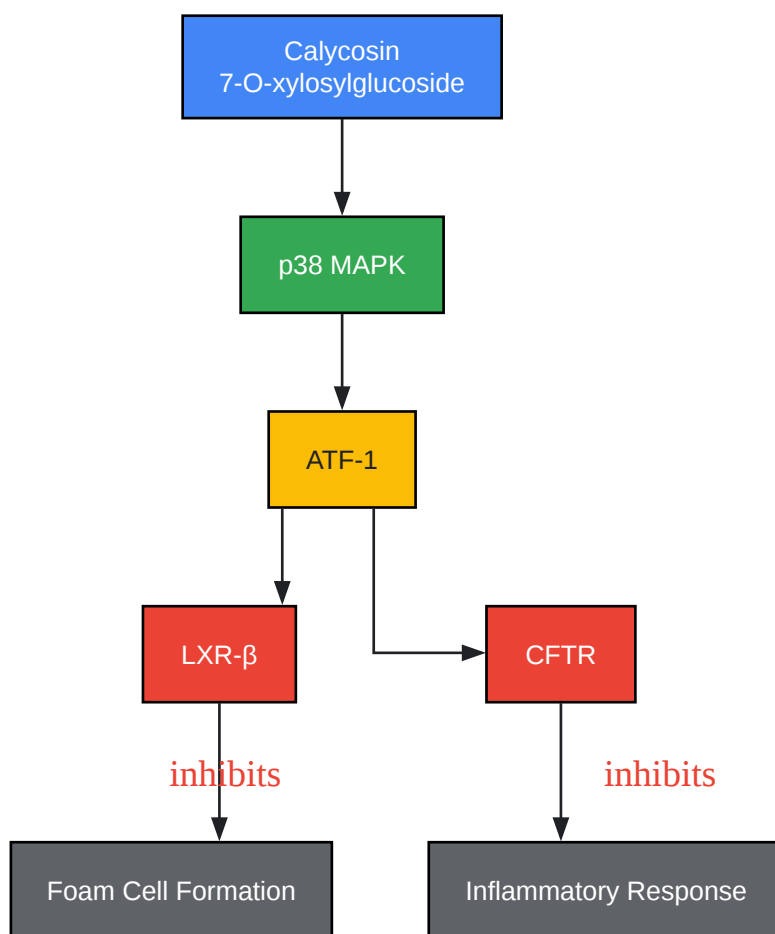 Calycosin
7-O-xylosylglucoside
p38 MAPK
ATF-1
LXR-β
CFTR
inhibits
inhibits
Foam Cell Formation
Inflammatory Response